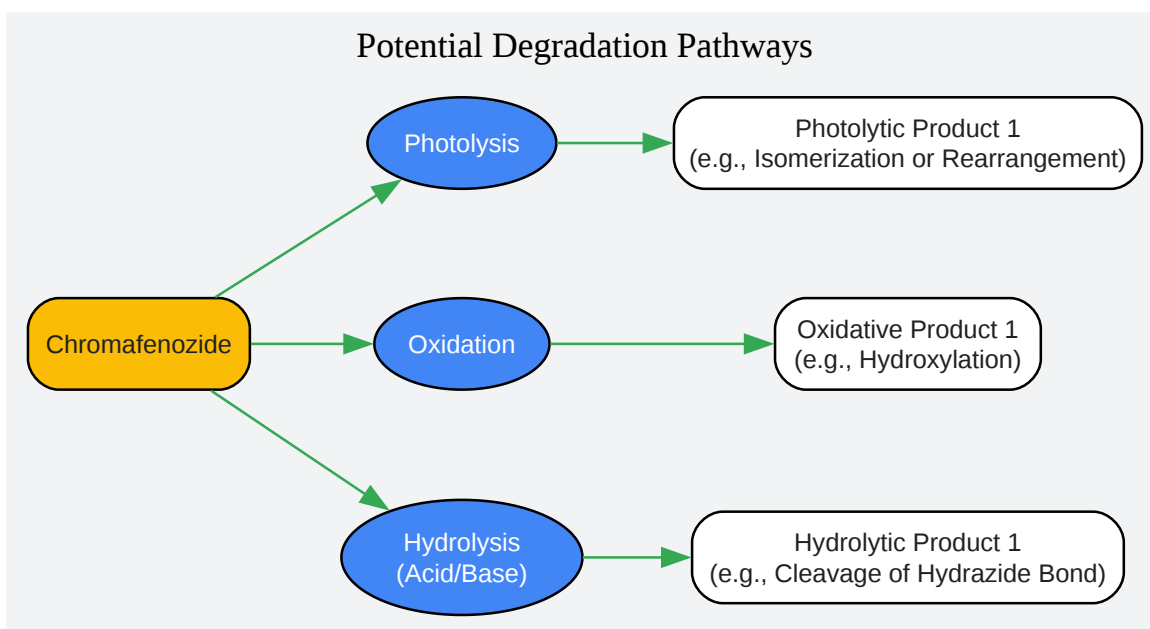 Potential Degradation Pathways
Photolysis
Photolytic Product 1
(e.g., Isomerization or Rearrangement)
Chromafenozide
Oxidation
Oxidative Product 1
(e.g., Hydroxylation)
Hydrolysis
(Acid/Base)
Hydrolytic Product 1
(e.g., Cleavage of Hydrazide Bond)